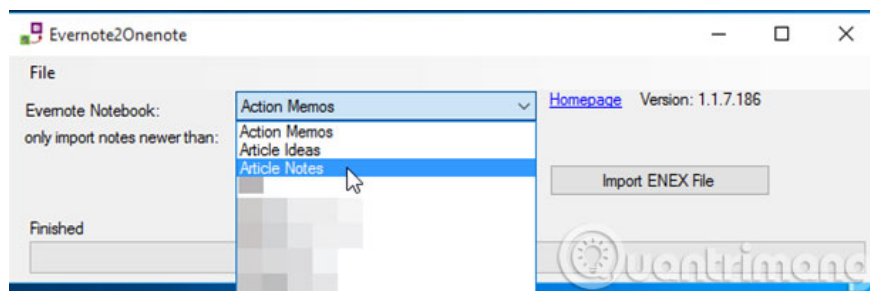 Evernote2Onenote
File
Evernote Notebook:
Action Memos
Homepage
Version: 1.1.7.186
only import notes newer than:
Action Memos
Article Ideas
Article Notes
Import ENEX File
Finished
Quantrimang